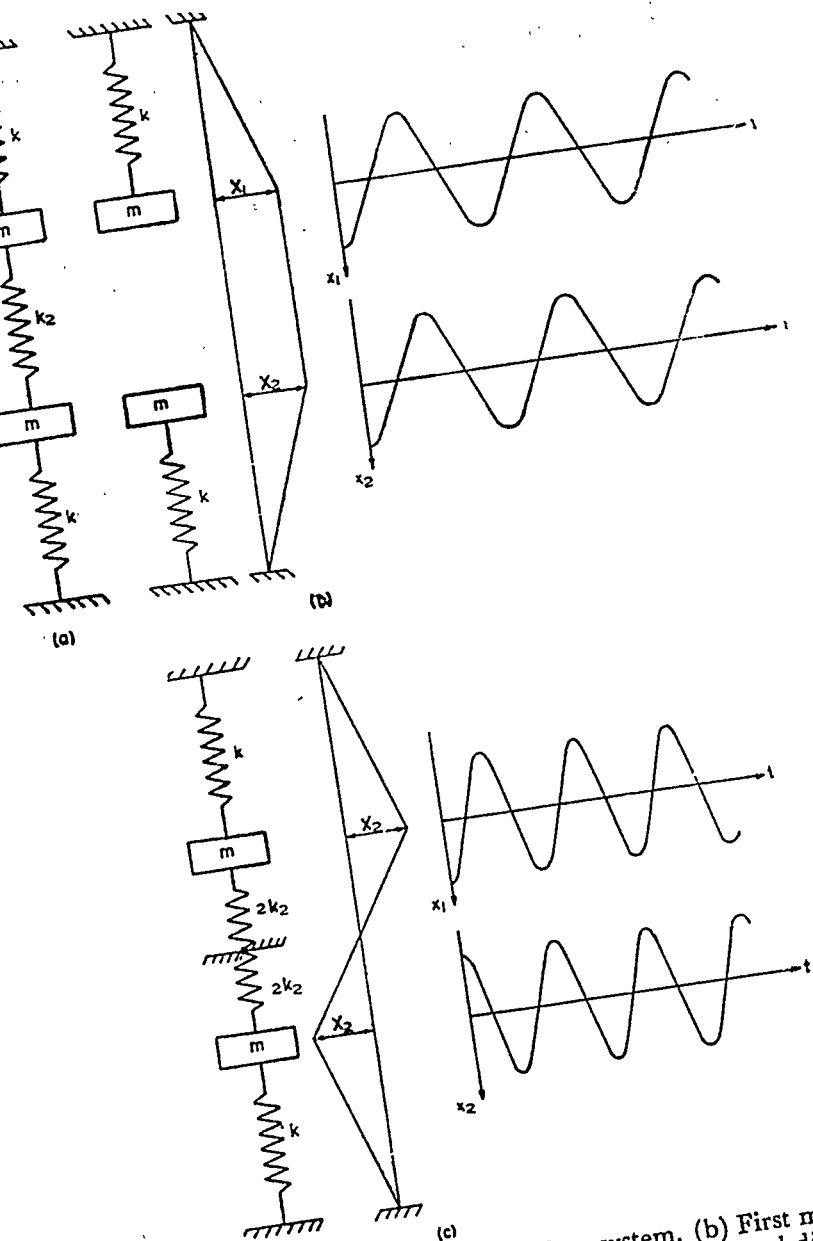 k
k
m
m
X₁
k₂
x₁
t
m
m
X₂
k
k
x₂
t
(a)
(b)
k
m
X₂
t
2k₂
x₁
2k₂
t
m
X₂
x₂
k
(c)
system. (b) First m